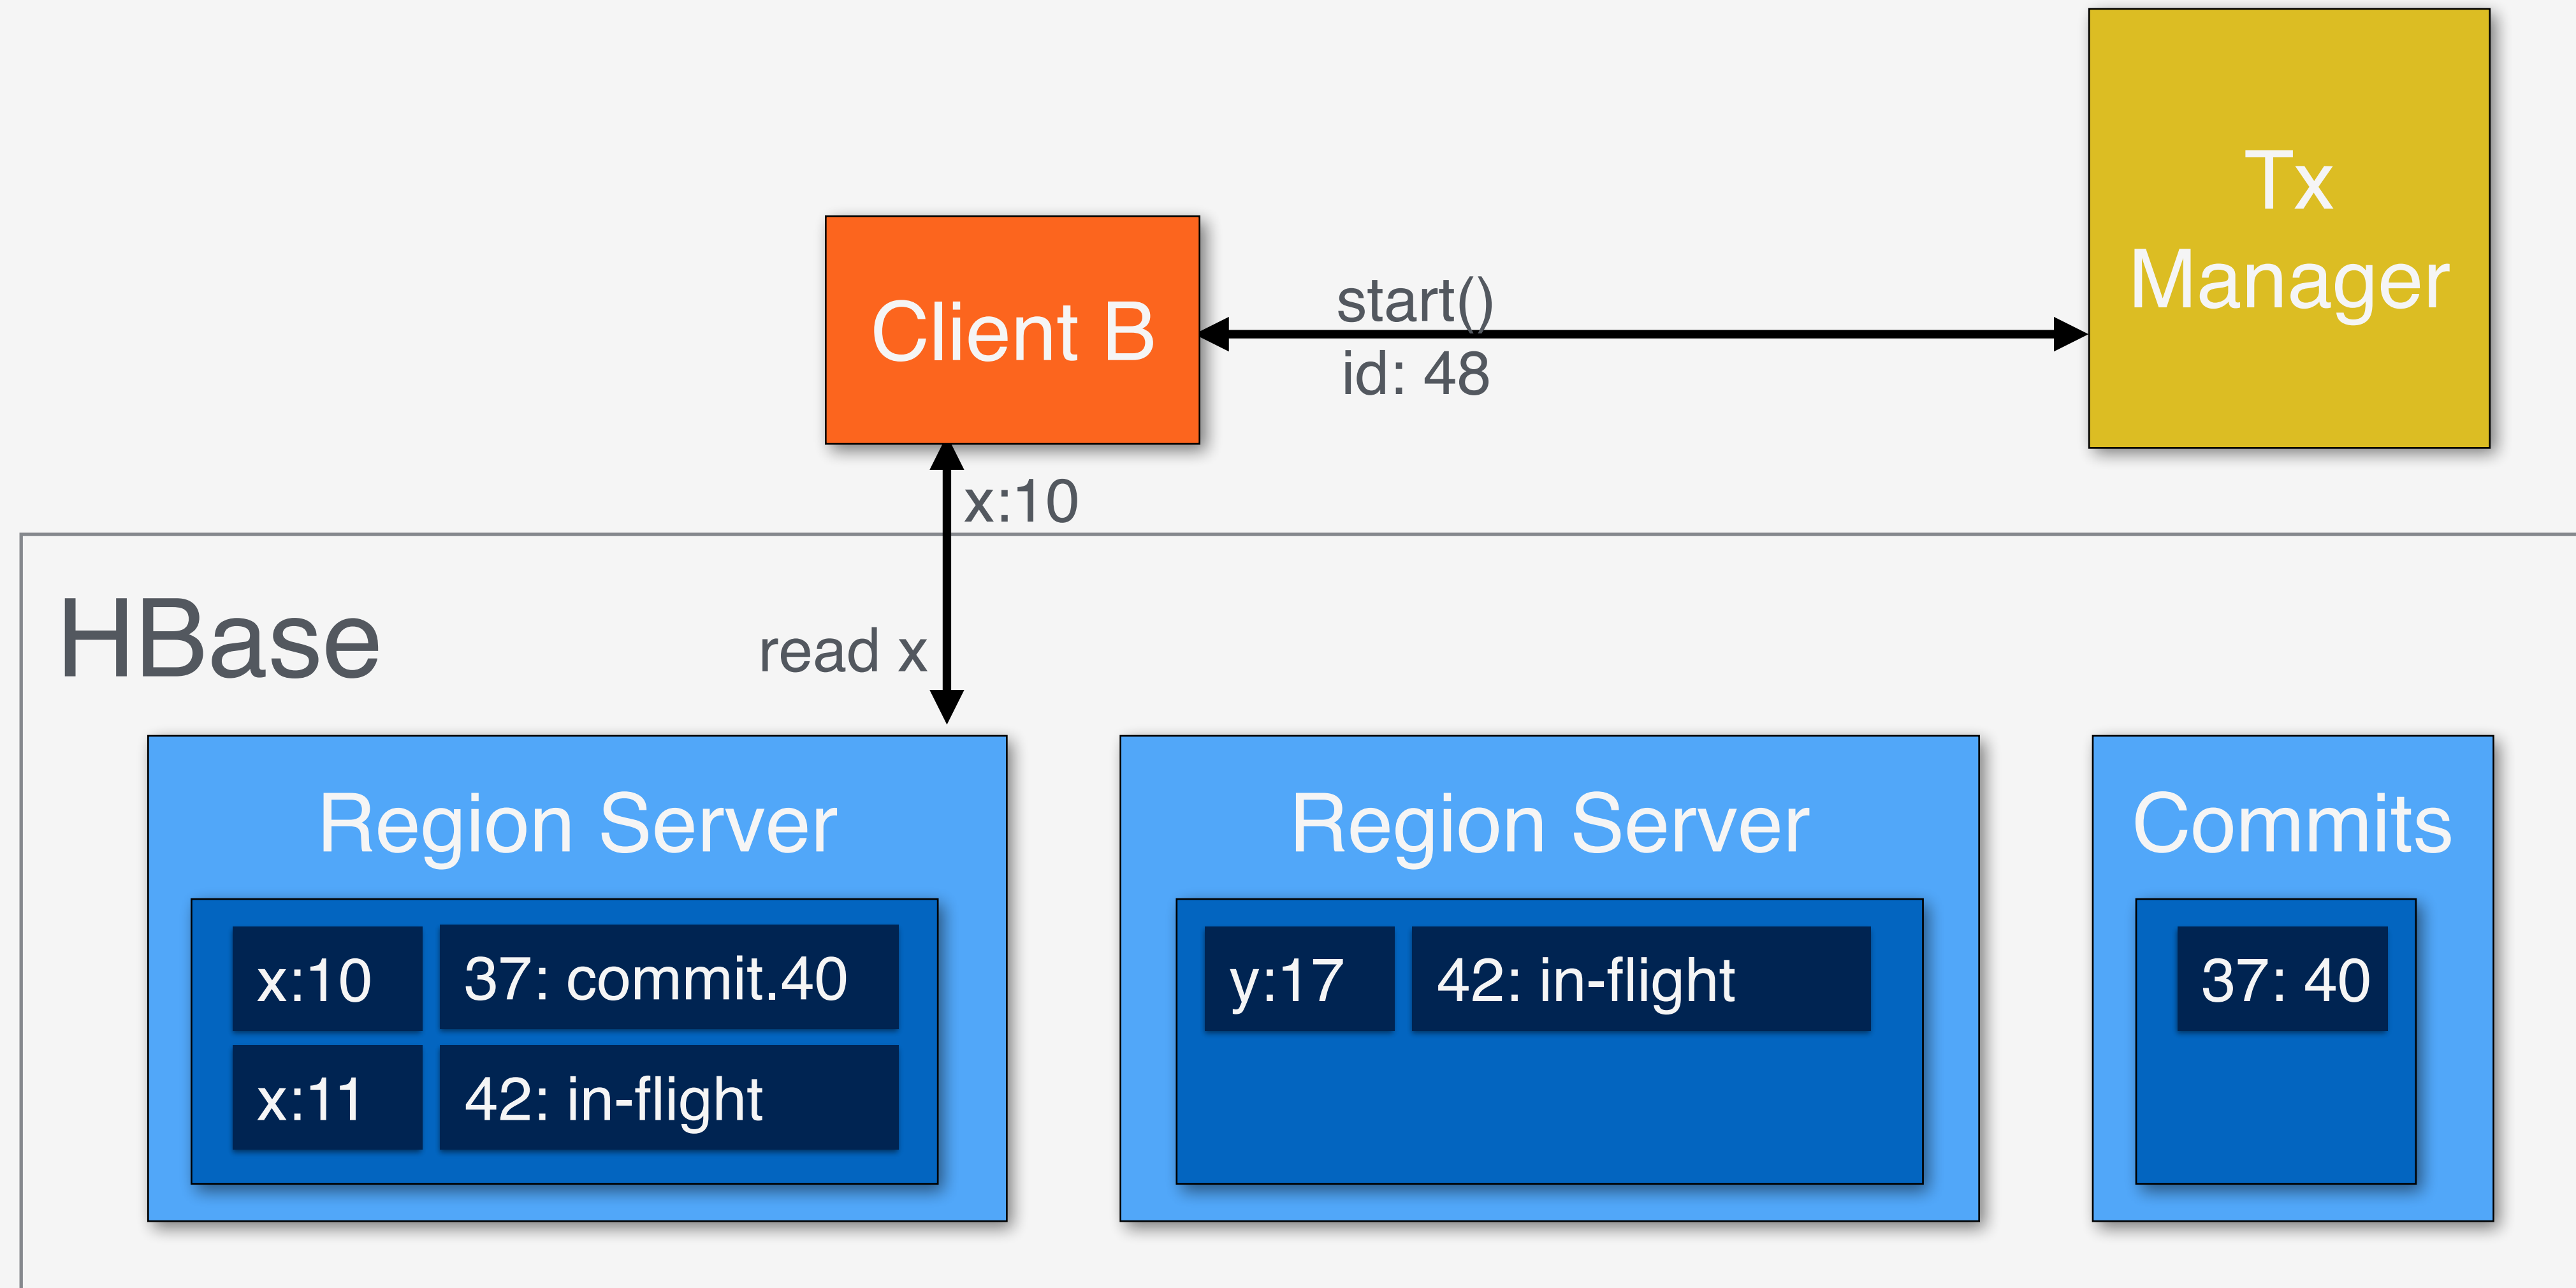 Tx
Manager
Client B
start()
id: 48
x:10
HBase
read x
Region Server
Region Server
Commits
x:10
37: commit.40
y:17
42: in-flight
37: 40
x:11
42: in-flight